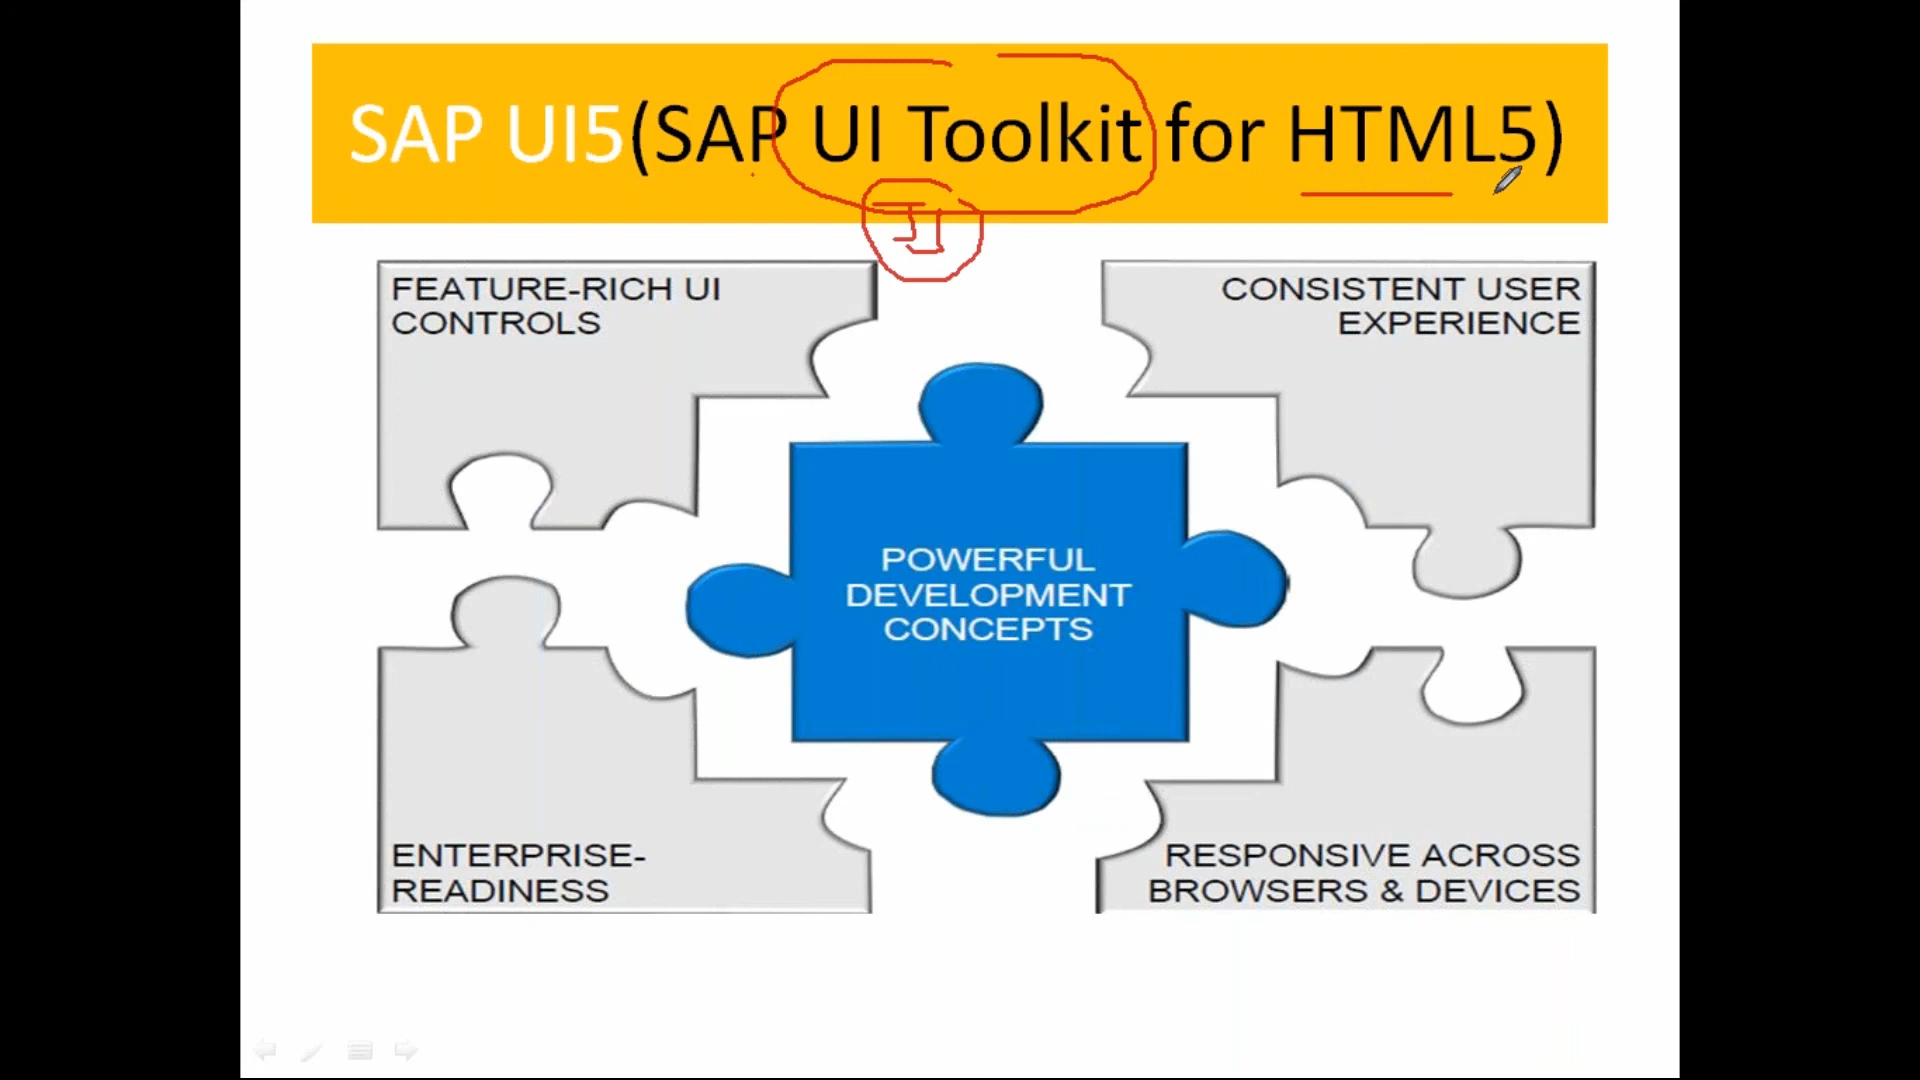 SAP UI5(SAP UI Toolkit for HTML5)
FEATURE-RICH UI
CONTROLS
CONSISTENT USER
EXPERIENCE
POWERFUL
DEVELOPMENT
CONCEPTS
ENTERPRISE-
READINESS
RESPONSIVE ACROSS
BROWSERS & DEVICES